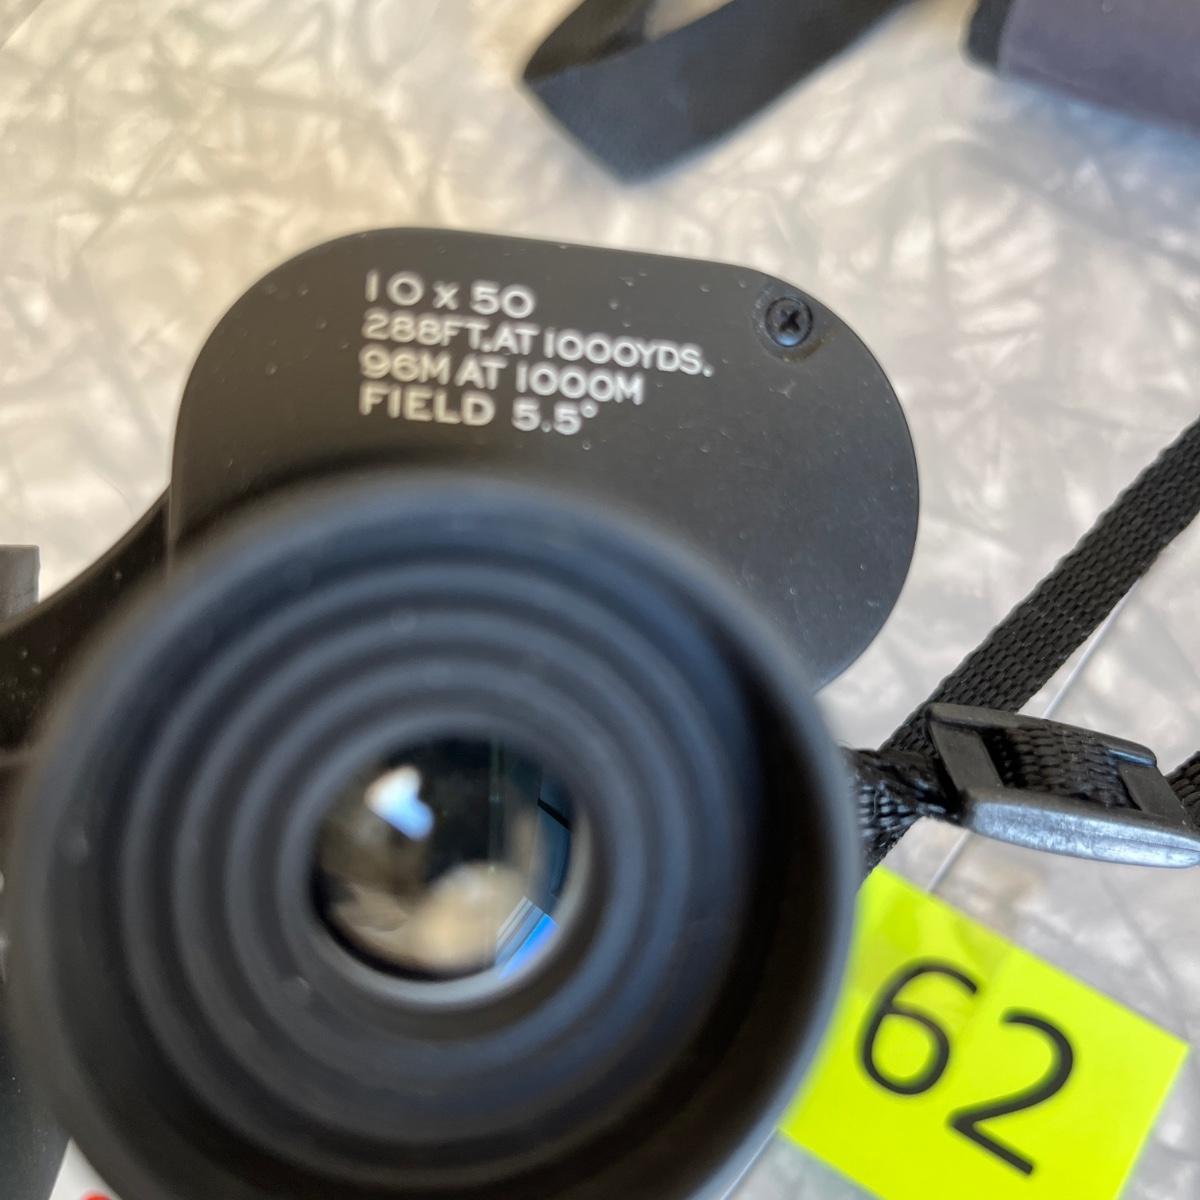 10 x 50
288FT.AT 1000YDS.
96M AT 1000M
FIELD 5.5°
62